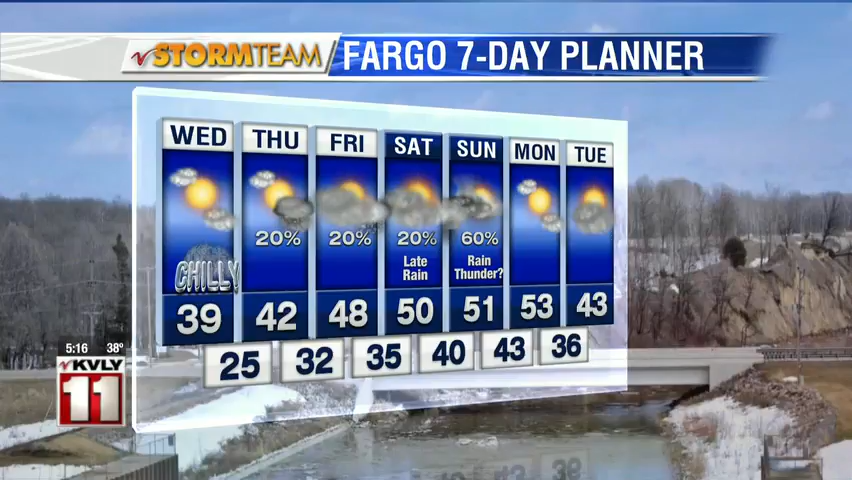 STORMTEAM
FARGO 7-DAY PLANNER
WED THU FRI SAT SUN MON TUE
20% 20% 20% 60%
CHILLY
Late Rain
Rain Thunder?
39 42 48 50 51 53 43
25 32 35 40 43 36
5:16 38°
KVLY
11